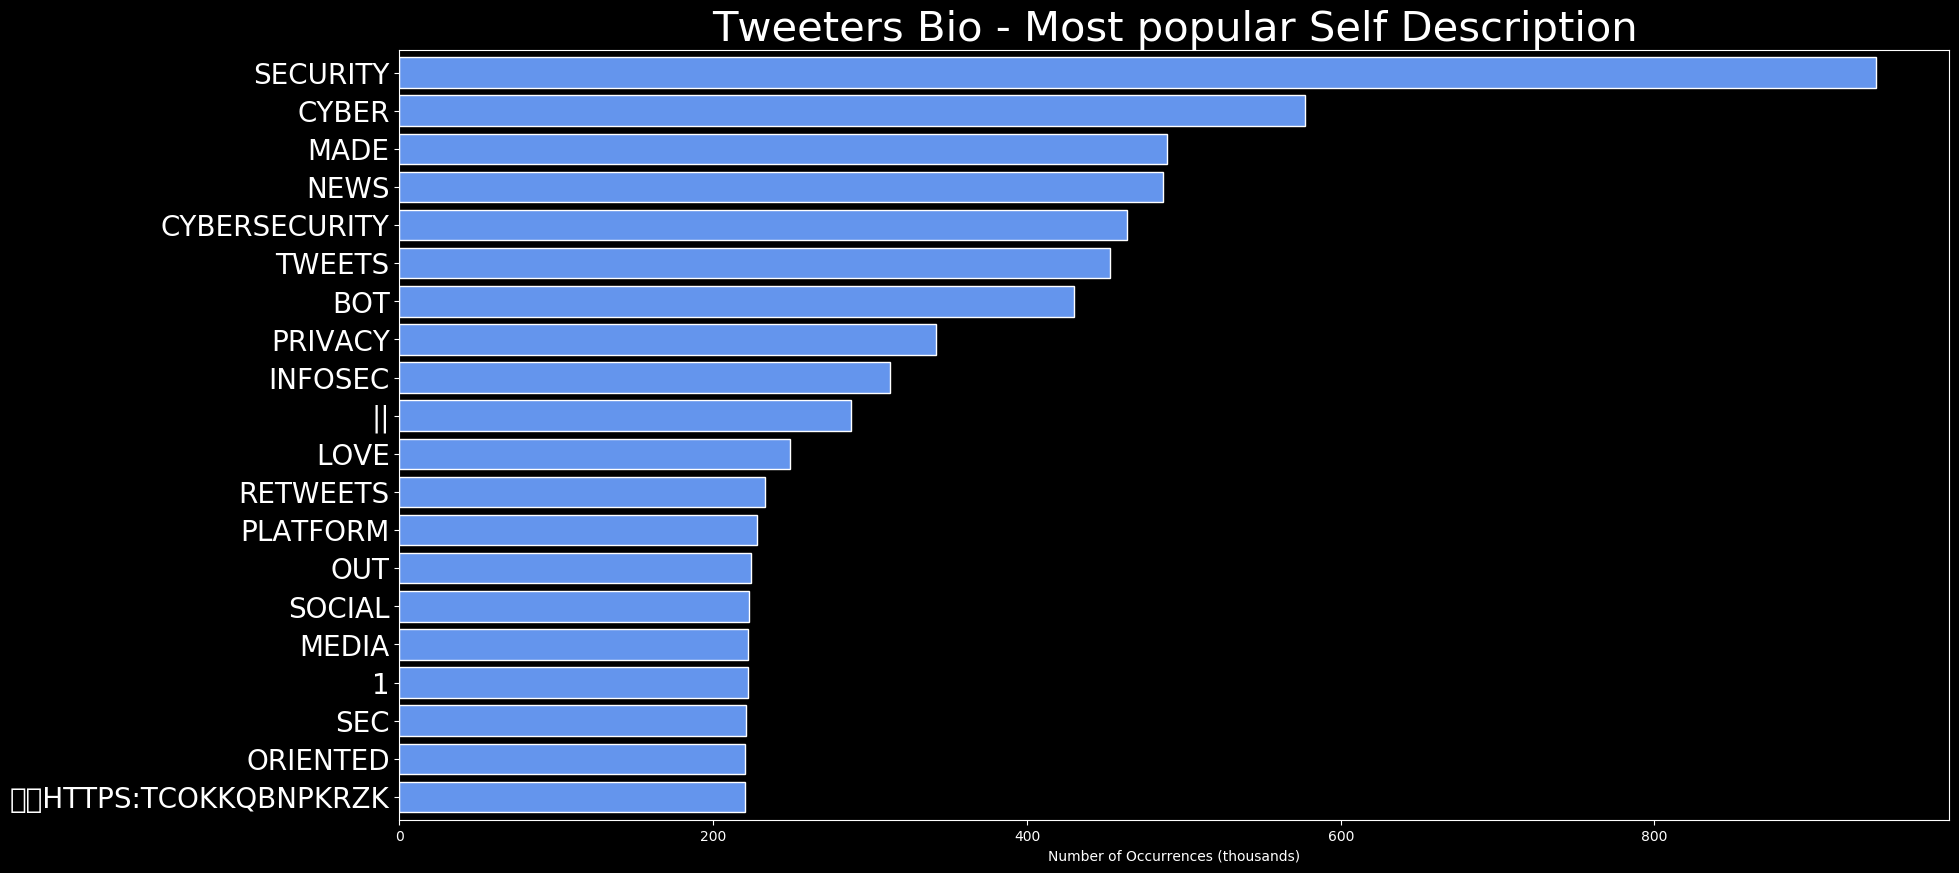 Tweeters Bio - Most popular Self Description
SECURITY
CYBER
MADE
NEWS
CYBERSECURITY
TWEETS
BOT
PRIVACY
INFOSEC
||
LOVE
RETWEETS
PLATFORM
OUT
SOCIAL
MEDIA
1
SEC
ORIENTED
HTTPS:TCOKKQBNPKRZK
0 200 400 600 800
Number of Occurrences (thousands)